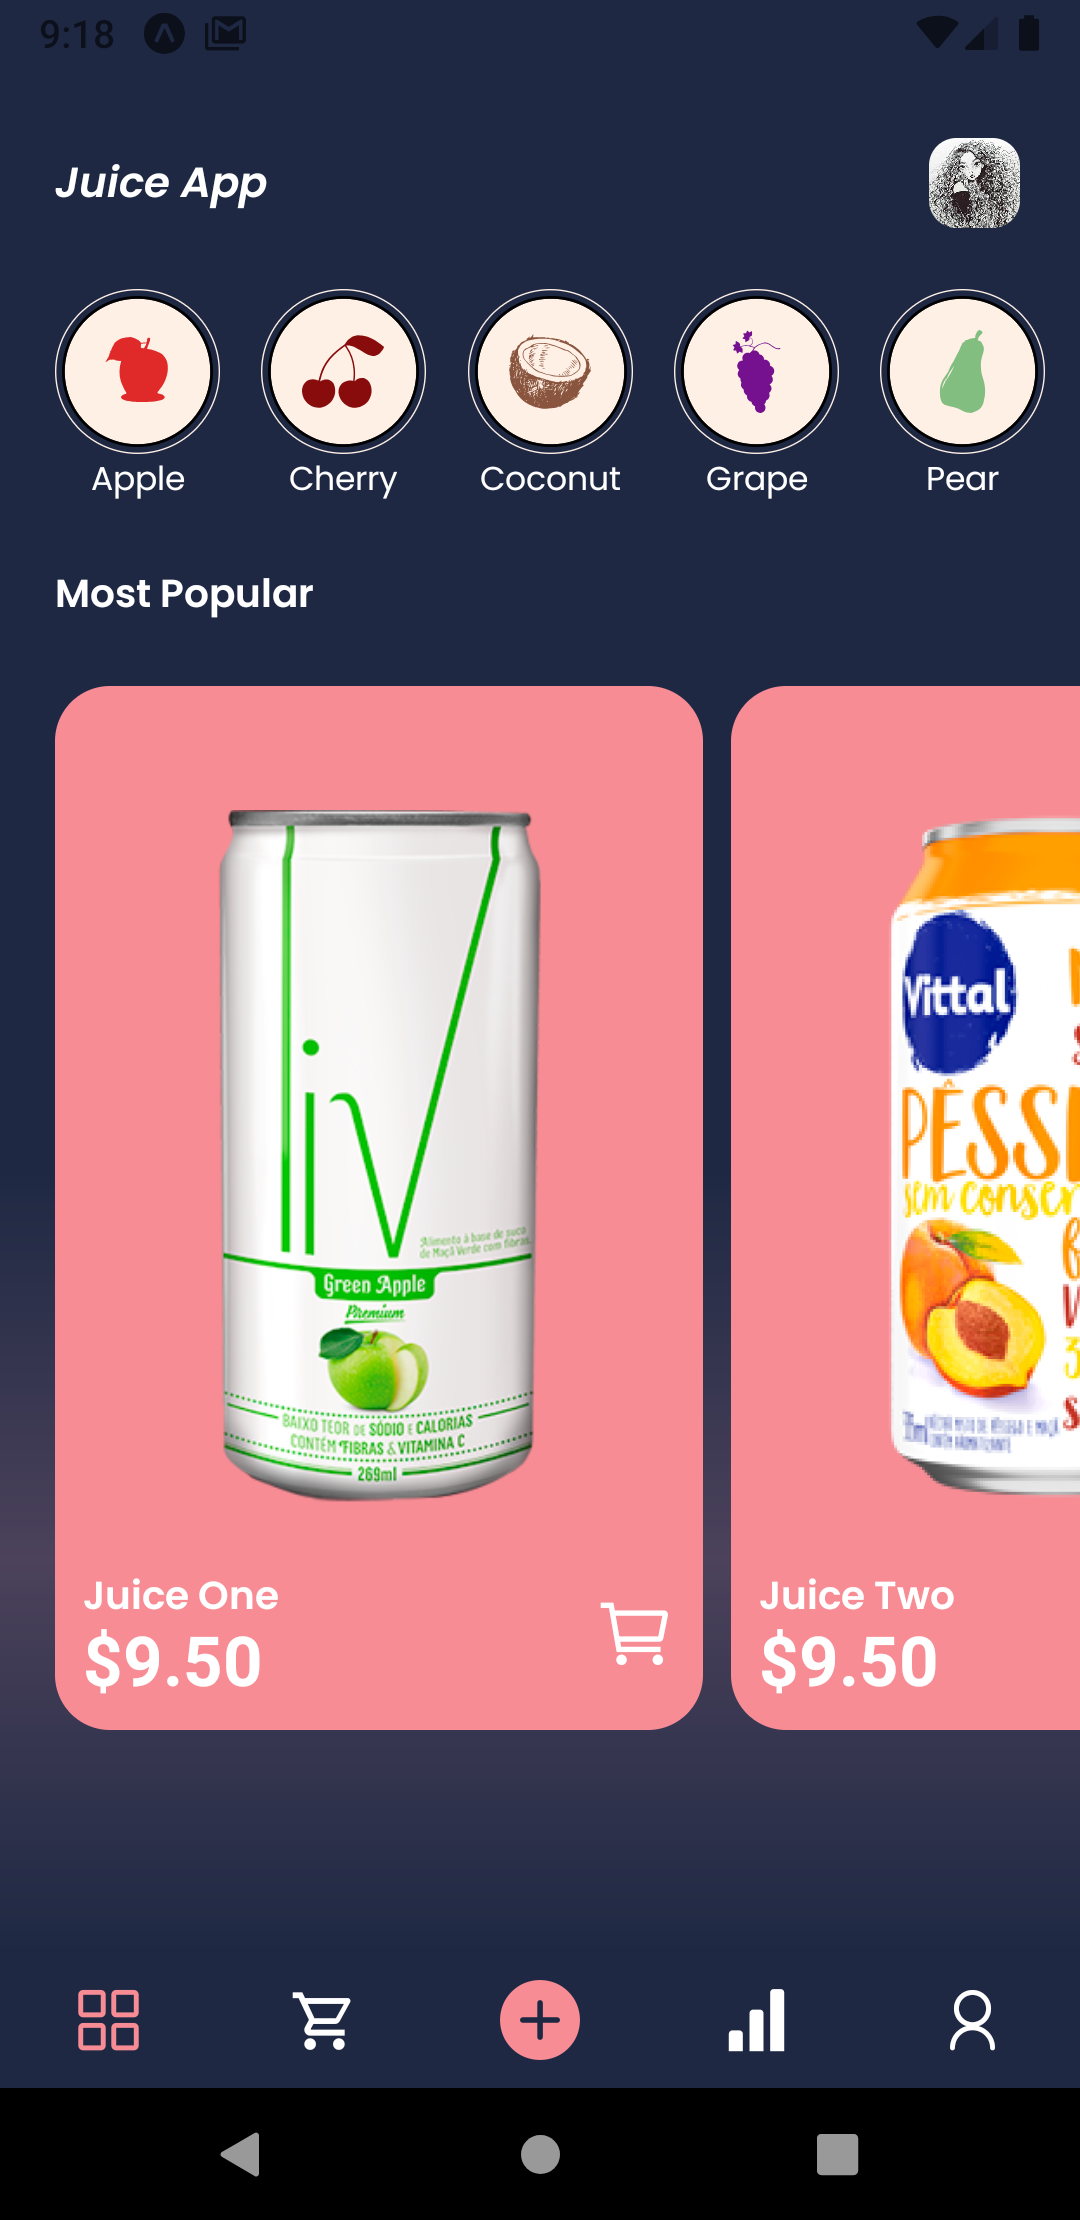 9:18
Juice App
Apple
Cherry
Coconut
Grape
Pear
Most Popular
liv
Alimento à base de suco
de Maçã Verde com fibras
Green Apple
Premium
BAIXO TEOR DE SÓDIO E CALORIAS
CONTÉM FIBRAS & VITAMINA C
269ml
Juice One
$9.50
Vittal
PÊSS
sem conser
Juice Two
$9.50